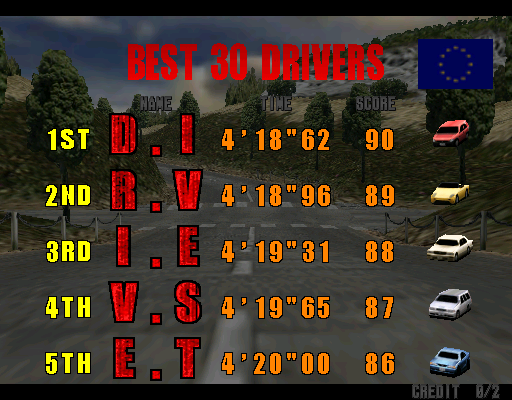 BEST 30 DRIVERS
NAME TIME SCORE
1ST D.I 4'18"62 90
2ND R.V 4'18"96 89
3RD I.E 4'19"31 88
4TH V.S 4'19"65 87
5TH E.T 4'20"00 86
CREDIT 0/2